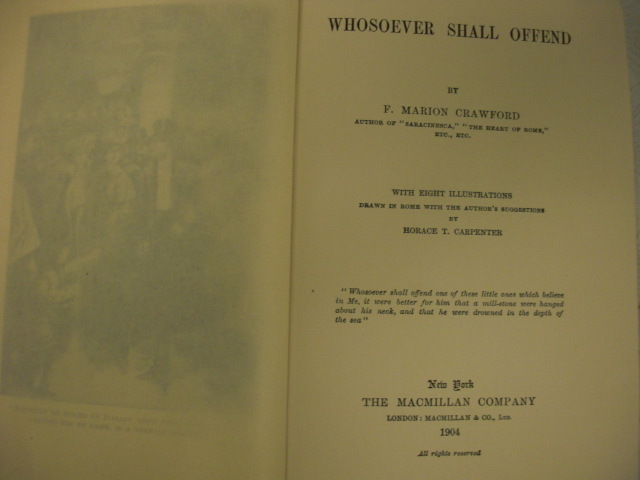 WHOSOEVER SHALL OFFEND
BY
F. MARION CRAWFORD
AUTHOR OF "SARACINESCA," "THE HEART OF ROME,"
ETC., ETC.
WITH EIGHT ILLUSTRATIONS
DRAWN IN ROME WITH THE AUTHOR'S SUGGESTIONS
BY
HORACE T. CARPENTER
"Whosoever shall offend one of these little ones which believe
in Me, it were better for him that a mill-stone were hanged
about his neck, and that he were drowned in the depth of
the sea"
New York
THE MACMILLAN COMPANY
LONDON: MACMILLAN & CO., LTD.
1904
All rights reserved